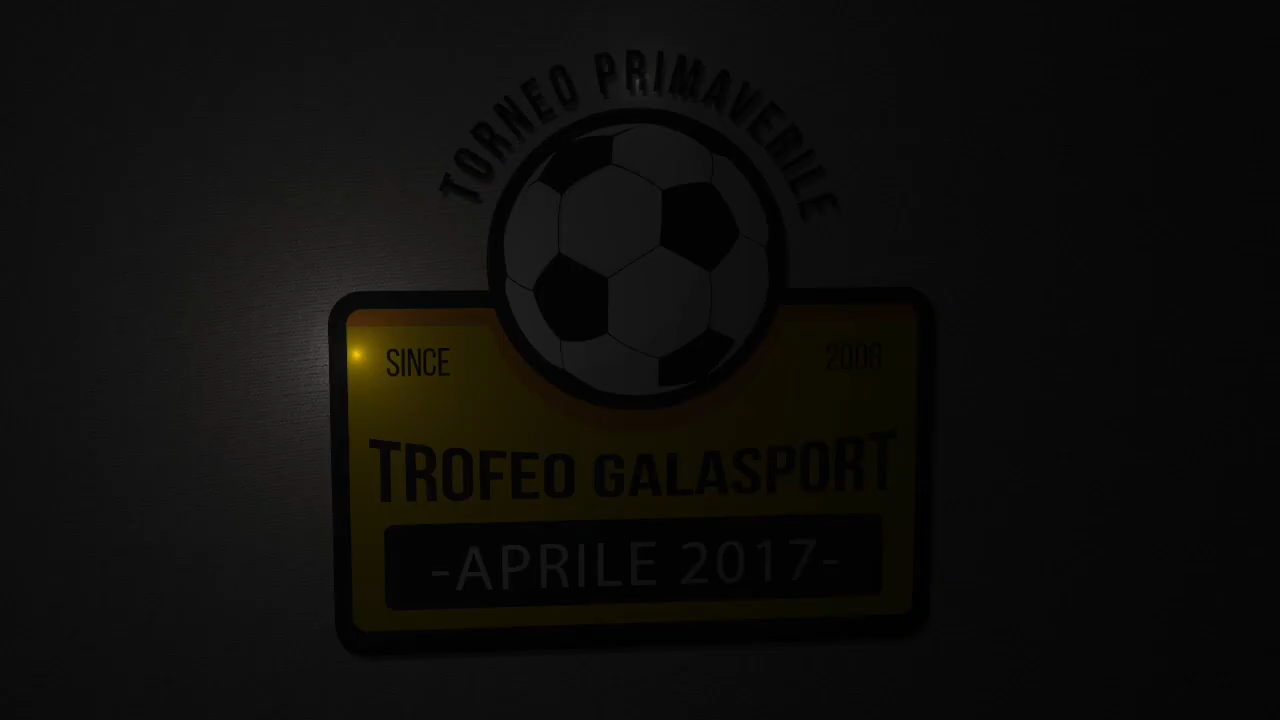 TORNEO PRIMAVERILE
SINCE 2008
TROFEO GALASPORT
-APRILE 2017-